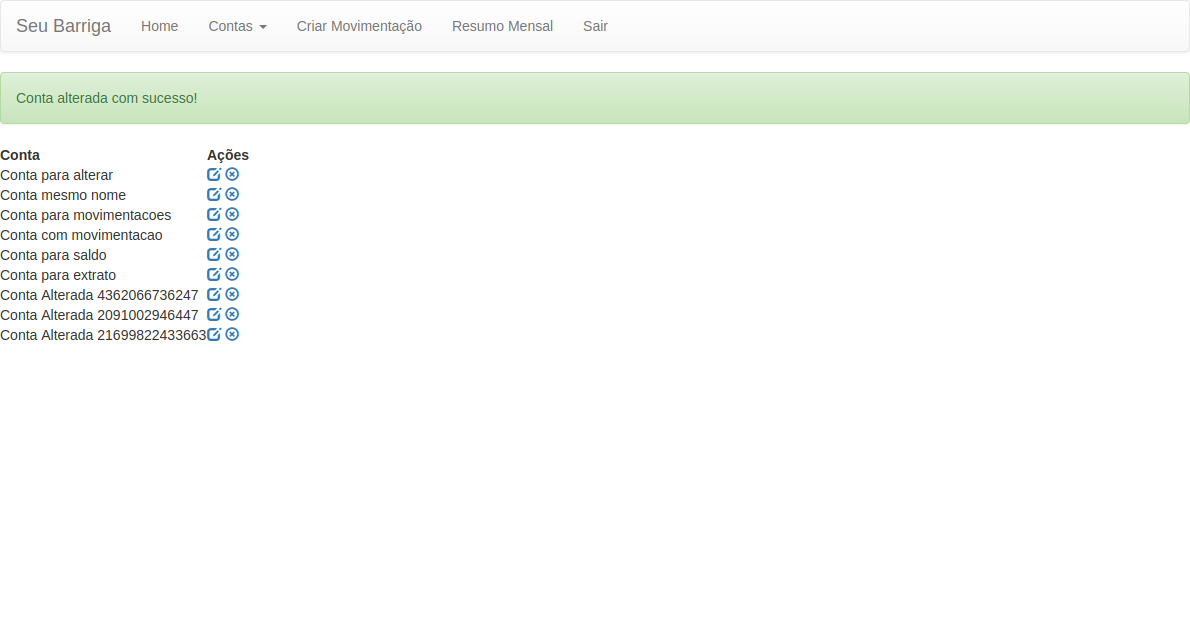 Seu Barriga Home Contas Criar Movimentação Resumo Mensal Sair
Conta alterada com sucesso!
Conta Ações
Conta para alterar
Conta mesmo nome
Conta para movimentacoes
Conta com movimentacao
Conta para saldo
Conta para extrato
Conta Alterada 4362066736247
Conta Alterada 2091002946447
Conta Alterada 21699822433663